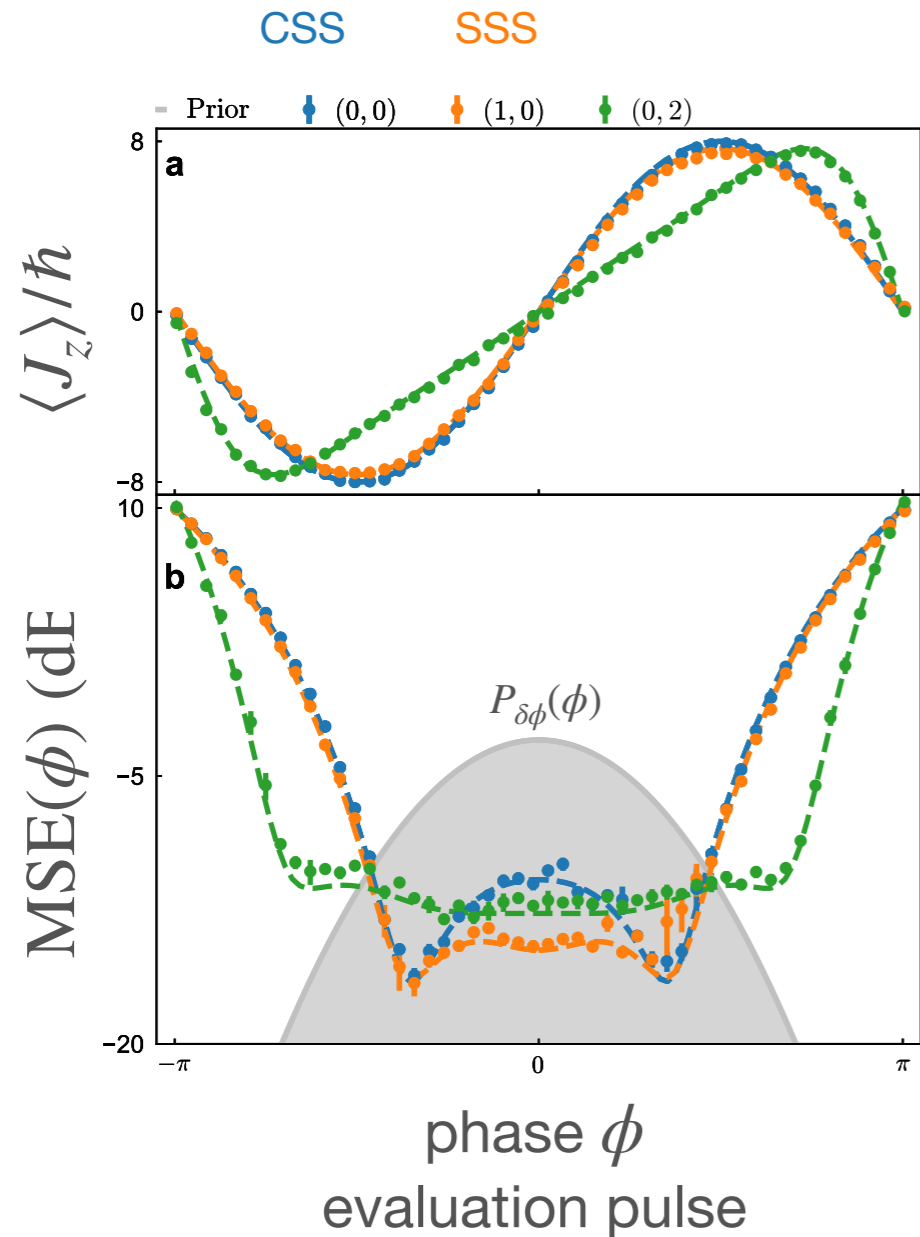 CSS SSS
Prior (0, 0) (1, 0) (0, 2)
8
a
0
−8
⟨J_z⟩/ħ
10
b
P_δϕ(ϕ)
−5
−20
MSE(ϕ) (dE
−π 0 π
phase ϕ
evaluation pulse